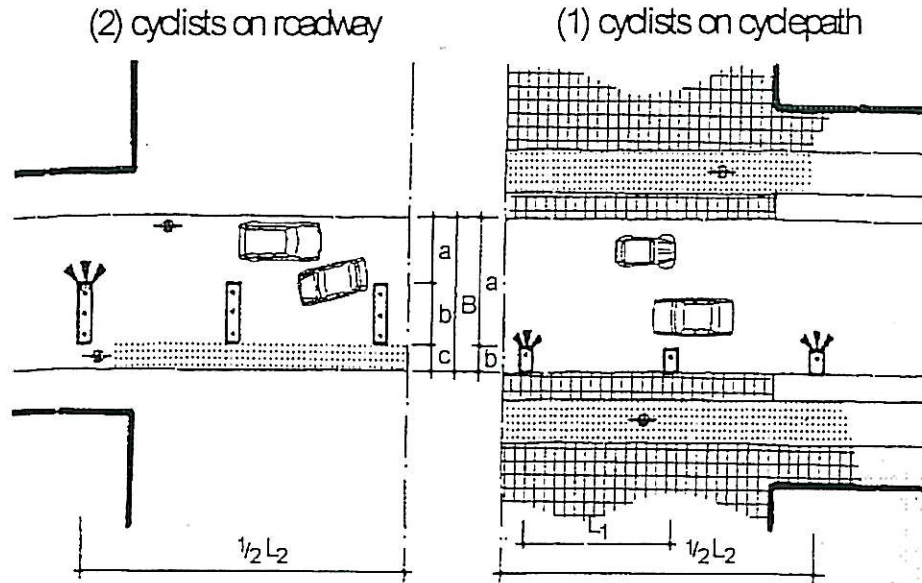 (2) cyclists on roadway
(1) cyclists on cyclepath
a
b
c
B
a
b
L1
½ L2
½ L2